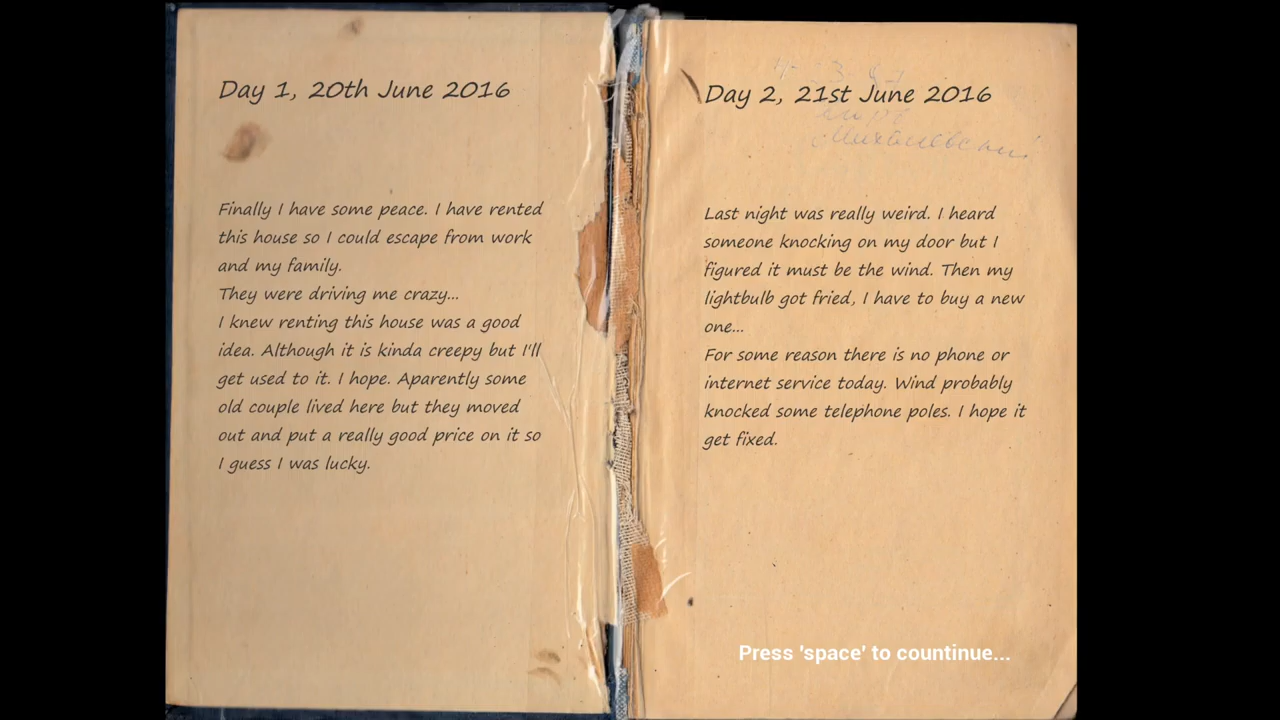 Day 1, 20th June 2016
Finally I have some peace. I have rented
this house so I could escape from work
and my family.
They were driving me crazy...
I knew renting this house was a good
idea. Although it is kinda creepy but I'll
get used to it. I hope. Aparently some
old couple lived here but they moved
out and put a really good price on it so
I guess I was lucky.
Day 2, 21st June 2016
Last night was really weird. I heard
someone knocking on my door but I
figured it must be the wind. Then my
lightbulb got fried, I have to buy a new
one...
For some reason there is no phone or
internet service today. Wind probably
knocked some telephone poles. I hope it
get fixed.
Press 'space' to countinue...